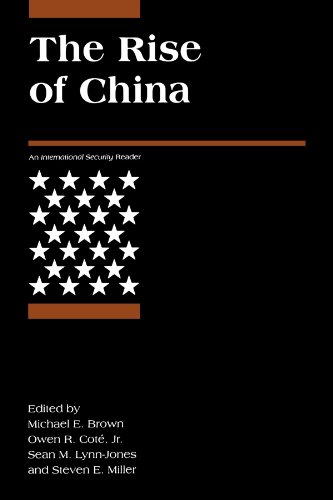 The Rise
of China
An International Security Reader
Edited by
Michael E. Brown
Owen R. Coté, Jr.
Sean M. Lynn-Jones
and Steven E. Miller